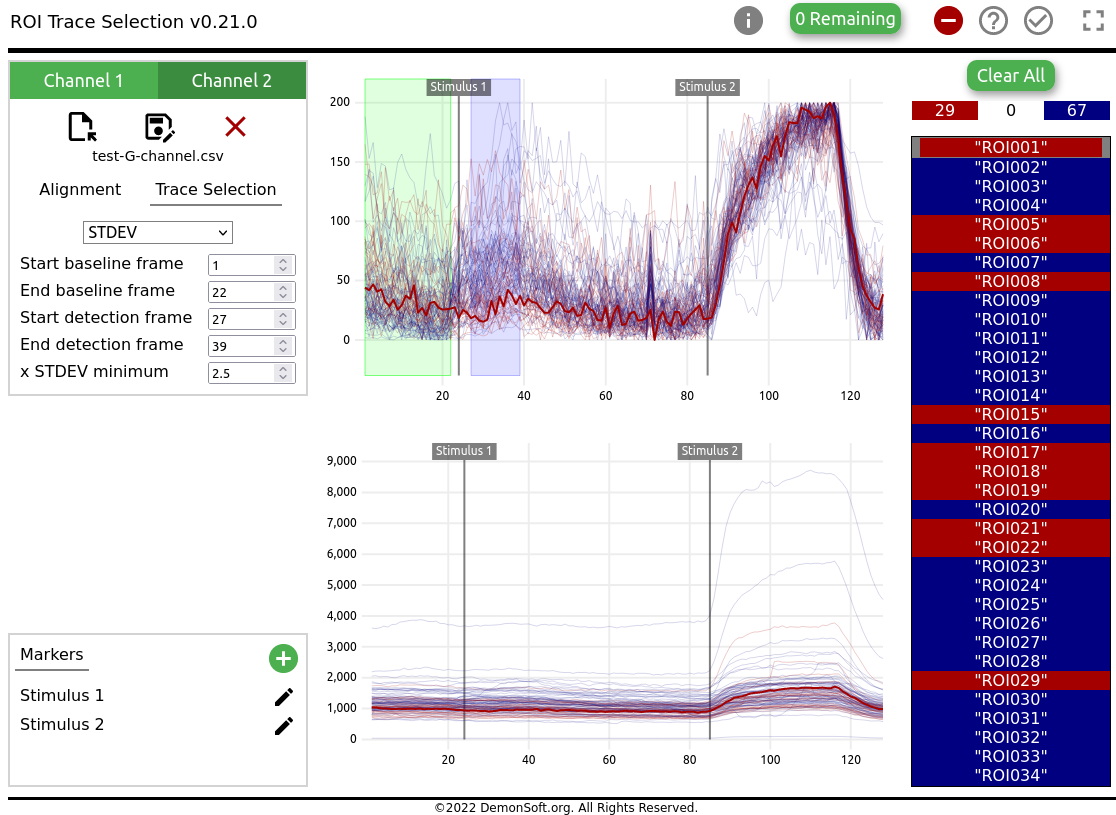 ROI Trace Selection v0.21.0
0 Remaining
Channel 1
Channel 2
test-G-channel.csv
Alignment
Trace Selection
STDEV
Start baseline frame
1
End baseline frame
22
Start detection frame
27
End detection frame
39
x STDEV minimum
2.5
Markers
Stimulus 1
Stimulus 2
Stimulus 1
Stimulus 2
200
150
100
50
0
20
40
60
80
100
120
Stimulus 1
Stimulus 2
9,000
8,000
7,000
6,000
5,000
4,000
3,000
2,000
1,000
0
20
40
60
80
100
120
Clear All
29
0
67
"ROI001"
"ROI002"
"ROI003"
"ROI004"
"ROI005"
"ROI006"
"ROI007"
"ROI008"
"ROI009"
"ROI010"
"ROI011"
"ROI012"
"ROI013"
"ROI014"
"ROI015"
"ROI016"
"ROI017"
"ROI018"
"ROI019"
"ROI020"
"ROI021"
"ROI022"
"ROI023"
"ROI024"
"ROI025"
"ROI026"
"ROI027"
"ROI028"
"ROI029"
"ROI030"
"ROI031"
"ROI032"
"ROI033"
"ROI034"
©2022 DemonSoft.org. All Rights Reserved.